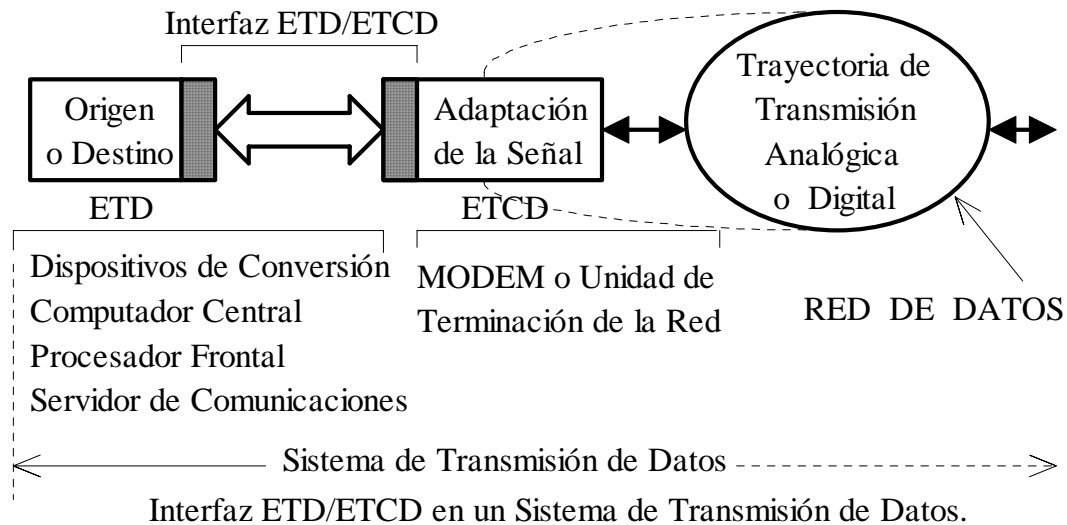 Interfaz ETD/ETCD
Origen
o Destino
Adaptación
de la Señal
Trayectoria de
Transmisión
Analógica
o Digital
ETD
ETCD
Dispositivos de Conversión
Computador Central
Procesador Frontal
Servidor de Comunicaciones
MODEM o Unidad de
Terminación de la Red
RED DE DATOS
Sistema de Transmisión de Datos
Interfaz ETD/ETCD en un Sistema de Transmisión de Datos.